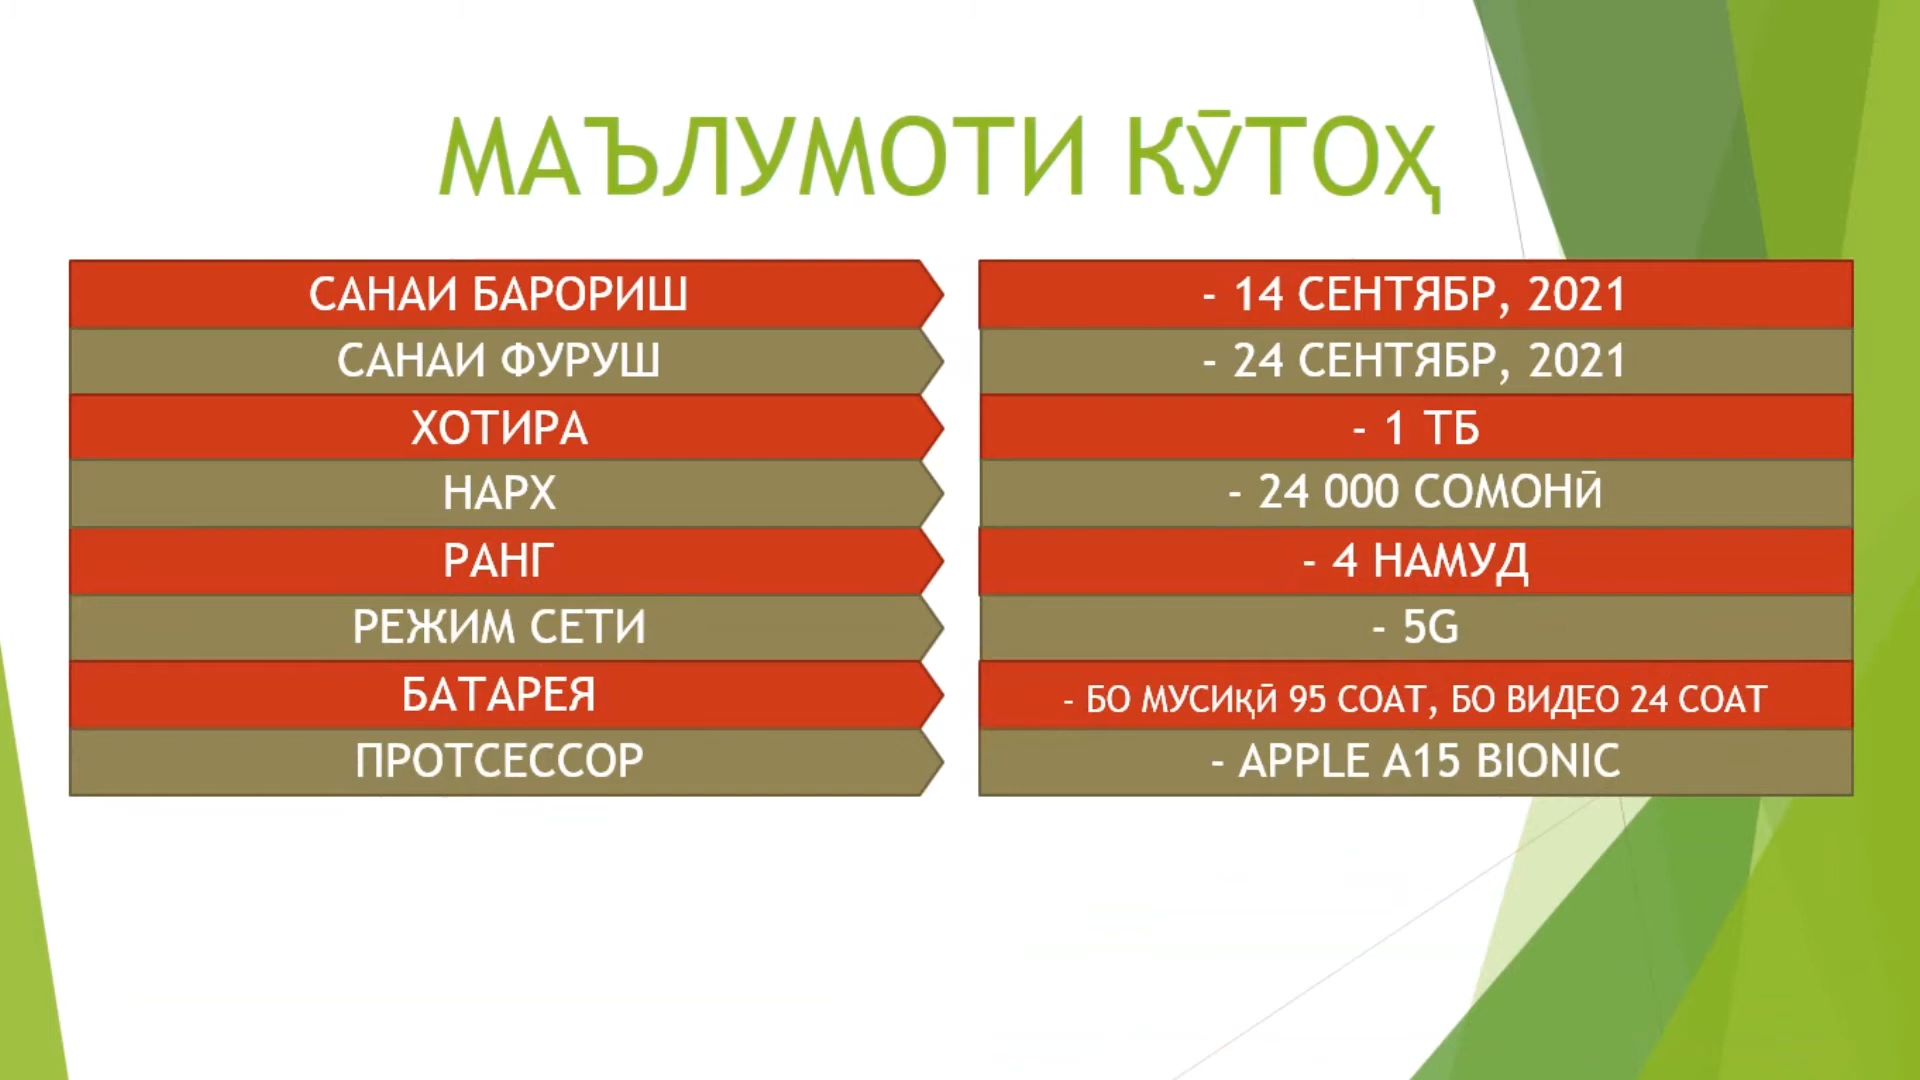 МАЪЛУМОТИ КӮТОҲ
САНАИ БАРОРИШ - 14 СЕНТЯБР, 2021
САНАИ ФУРУШ - 24 СЕНТЯБР, 2021
ХОТИРА - 1 ТБ
НАРХ - 24 000 СОМОНӢ
РАНГ - 4 НАМУД
РЕЖИМ СЕТИ - 5G
БАТАРЕЯ - БО МУСИқӢ 95 СОАТ, БО ВИДЕО 24 СОАТ
ПРОТСЕССОР - APPLE A15 BIONIC